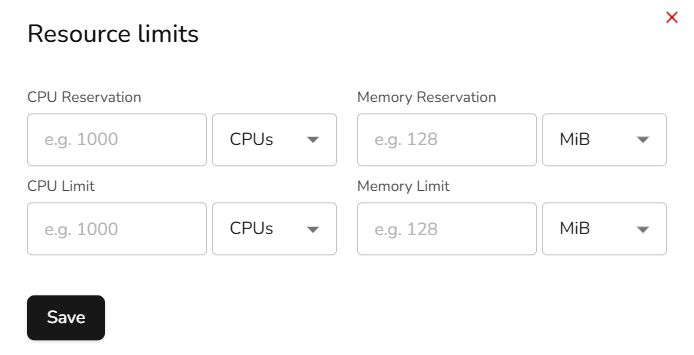 Resource limits
CPU Reservation
Memory Reservation
e.g. 1000
CPUs
e.g. 128
MiB
CPU Limit
Memory Limit
e.g. 1000
CPUs
e.g. 128
MiB
Save